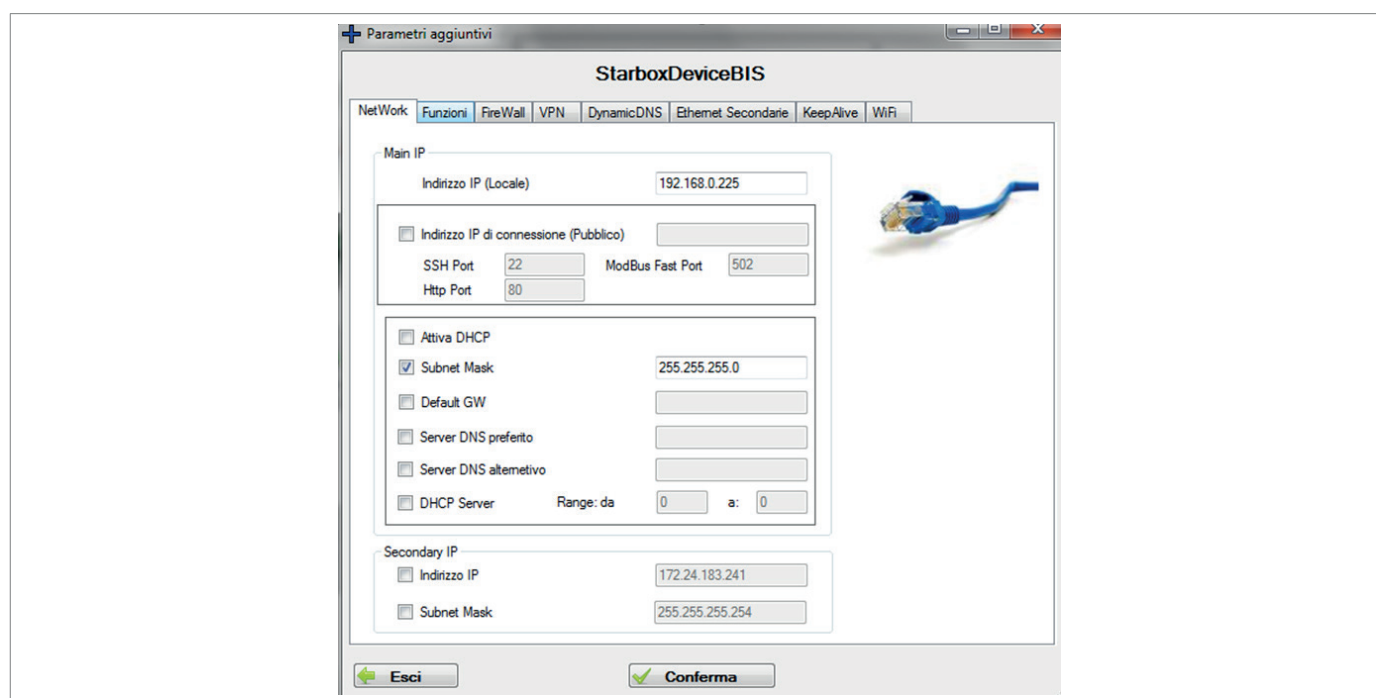 Parametri aggiuntivi
StarboxDeviceBIS
NetWork Funzioni FireWall VPN DynamicDNS Ethernet Secondarie KeepAlive WiFi
Main IP
Indirizzo IP (Locale) 192.168.0.225
Indirizzo IP di connessione (Pubblico)
SSH Port 22 ModBus Fast Port 502
Http Port 80
Attiva DHCP
Subnet Mask 255.255.255.0
Default GW
Server DNS preferito
Server DNS alternetivo
DHCP Server Range: da 0 a: 0
Secondary IP
Indirizzo IP 172.24.183.241
Subnet Mask 255.255.255.254
Esci Conferma